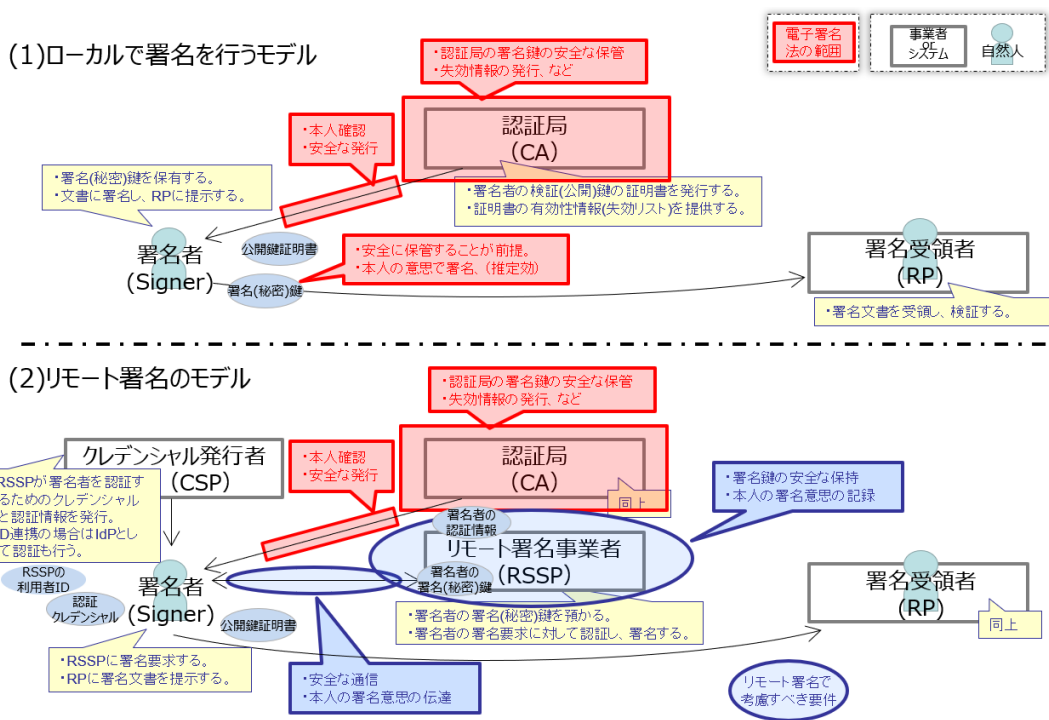 (1)ローカルで署名を行うモデル
・認証局の署名鍵の安全な保管
・失効情報の発行、など
電子署名
法の範囲
事業者
or
システム
自然人
・本人確認
・安全な発行
認証局
(CA)
・署名(秘密)鍵を保有する。
・文書に署名し、RPに提示する。
・署名者の検証(公開)鍵の証明書を発行する。
・証明書の有効性情報(失効リスト)を提供する。
署名者
(Signer)
公開鍵証明書
署名(秘密)鍵
・安全に保管することが前提。
・本人の意思で署名、(推定効)
署名受領者
(RP)
・署名文書を受領し、検証する。
(2)リモート署名のモデル
・認証局の署名鍵の安全な保管
・失効情報の発行、など
クレデンシャル発行者
(CSP)
RSSPが署名者を認証す
るためのクレデンシャル
と認証情報を発行。
ID連携の場合はIdPとし
て認証も行う。
・本人確認
・安全な発行
認証局
(CA)
同上
・署名鍵の安全な保持
・本人の署名意思の記録
署名者の
認証情報
リモート署名事業者
(RSSP)
署名者の
署名(秘密)鍵
RSSPの
利用者ID
認証
クレデンシャル
署名者
(Signer)
公開鍵証明書
・署名者の署名(秘密)鍵を預かる。
・署名者の署名要求に対して認証し、署名する。
署名受領者
(RP)
同上
・RSSPに署名要求する。
・RPに署名文書を提示する。
・安全な通信
・本人の署名意思の伝達
リモート署名で
考慮すべき要件